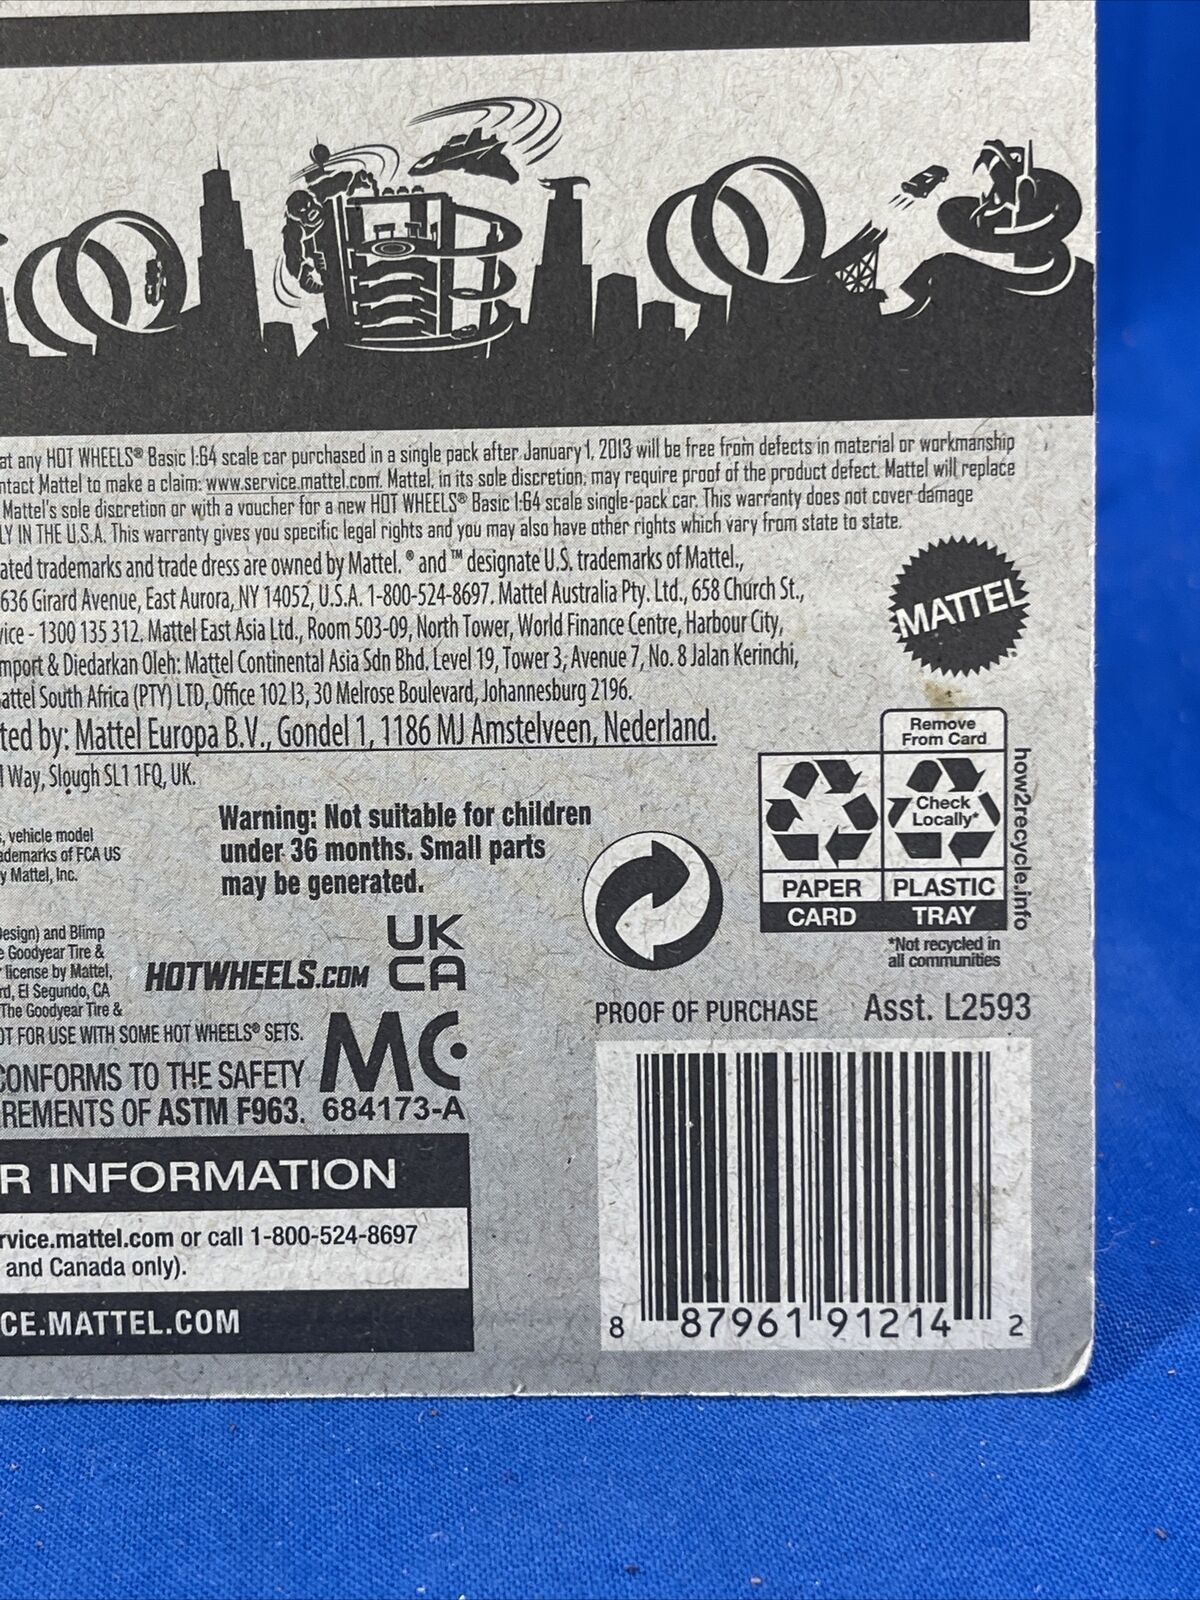 at any HOT WHEELS® Basic 1:64 scale car purchased in a single pack after January 1, 2013 will be free from defects in material or workmanship
ntact Mattel to make a claim: www.service.mattel.com. Mattel, in its sole discretion, may require proof of the product defect. Mattel will replace
Mattel's sole discretion or with a voucher for a new HOT WHEELS® Basic 1:64 scale single-pack car. This warranty does not cover damage
LY IN THE U.S.A. This warranty gives you specific legal rights and you may also have other rights which vary from state to state.
ated trademarks and trade dress are owned by Mattel. ® and ™ designate U.S. trademarks of Mattel.,
636 Girard Avenue, East Aurora, NY 14052, U.S.A. 1-800-524-8697. Mattel Australia Pty. Ltd., 658 Church St.,
vice - 1300 135 312. Mattel East Asia Ltd., Room 503-09, North Tower, World Finance Centre, Harbour City,
mport & Diedarkan Oleh: Mattel Continental Asia Sdn Bhd. Level 19, Tower 3, Avenue 7, No. 8 Jalan Kerinchi,
attel South Africa (PTY) LTD, Office 102 I3, 30 Melrose Boulevard, Johannesburg 2196.
ted by: Mattel Europa B.V., Gondel 1, 1186 MJ Amstelveen, Nederland.
l Way, Slough SL1 1FQ, UK.
MATTEL
Remove
From Card
Check
Locally*
PAPER
CARD
PLASTIC
TRAY
how2recycle.info
*Not recycled in
all communities
, vehicle model
ademarks of FCA US
y Mattel, Inc.
Warning: Not suitable for children
under 36 months. Small parts
may be generated.
Design) and Blimp
e Goodyear Tire &
license by Mattel,
rd, El Segundo, CA
The Goodyear Tire &
HOTWHEELS.COM
UK
CA
OT FOR USE WITH SOME HOT WHEELS® SETS.
CONFORMS TO THE SAFETY
REMENTS OF ASTM F963.
MC
684173-A
PROOF OF PURCHASE
Asst. L2593
R INFORMATION
rvice.mattel.com or call 1-800-524-8697
and Canada only).
CE.MATTEL.COM
8 87961 91214 2